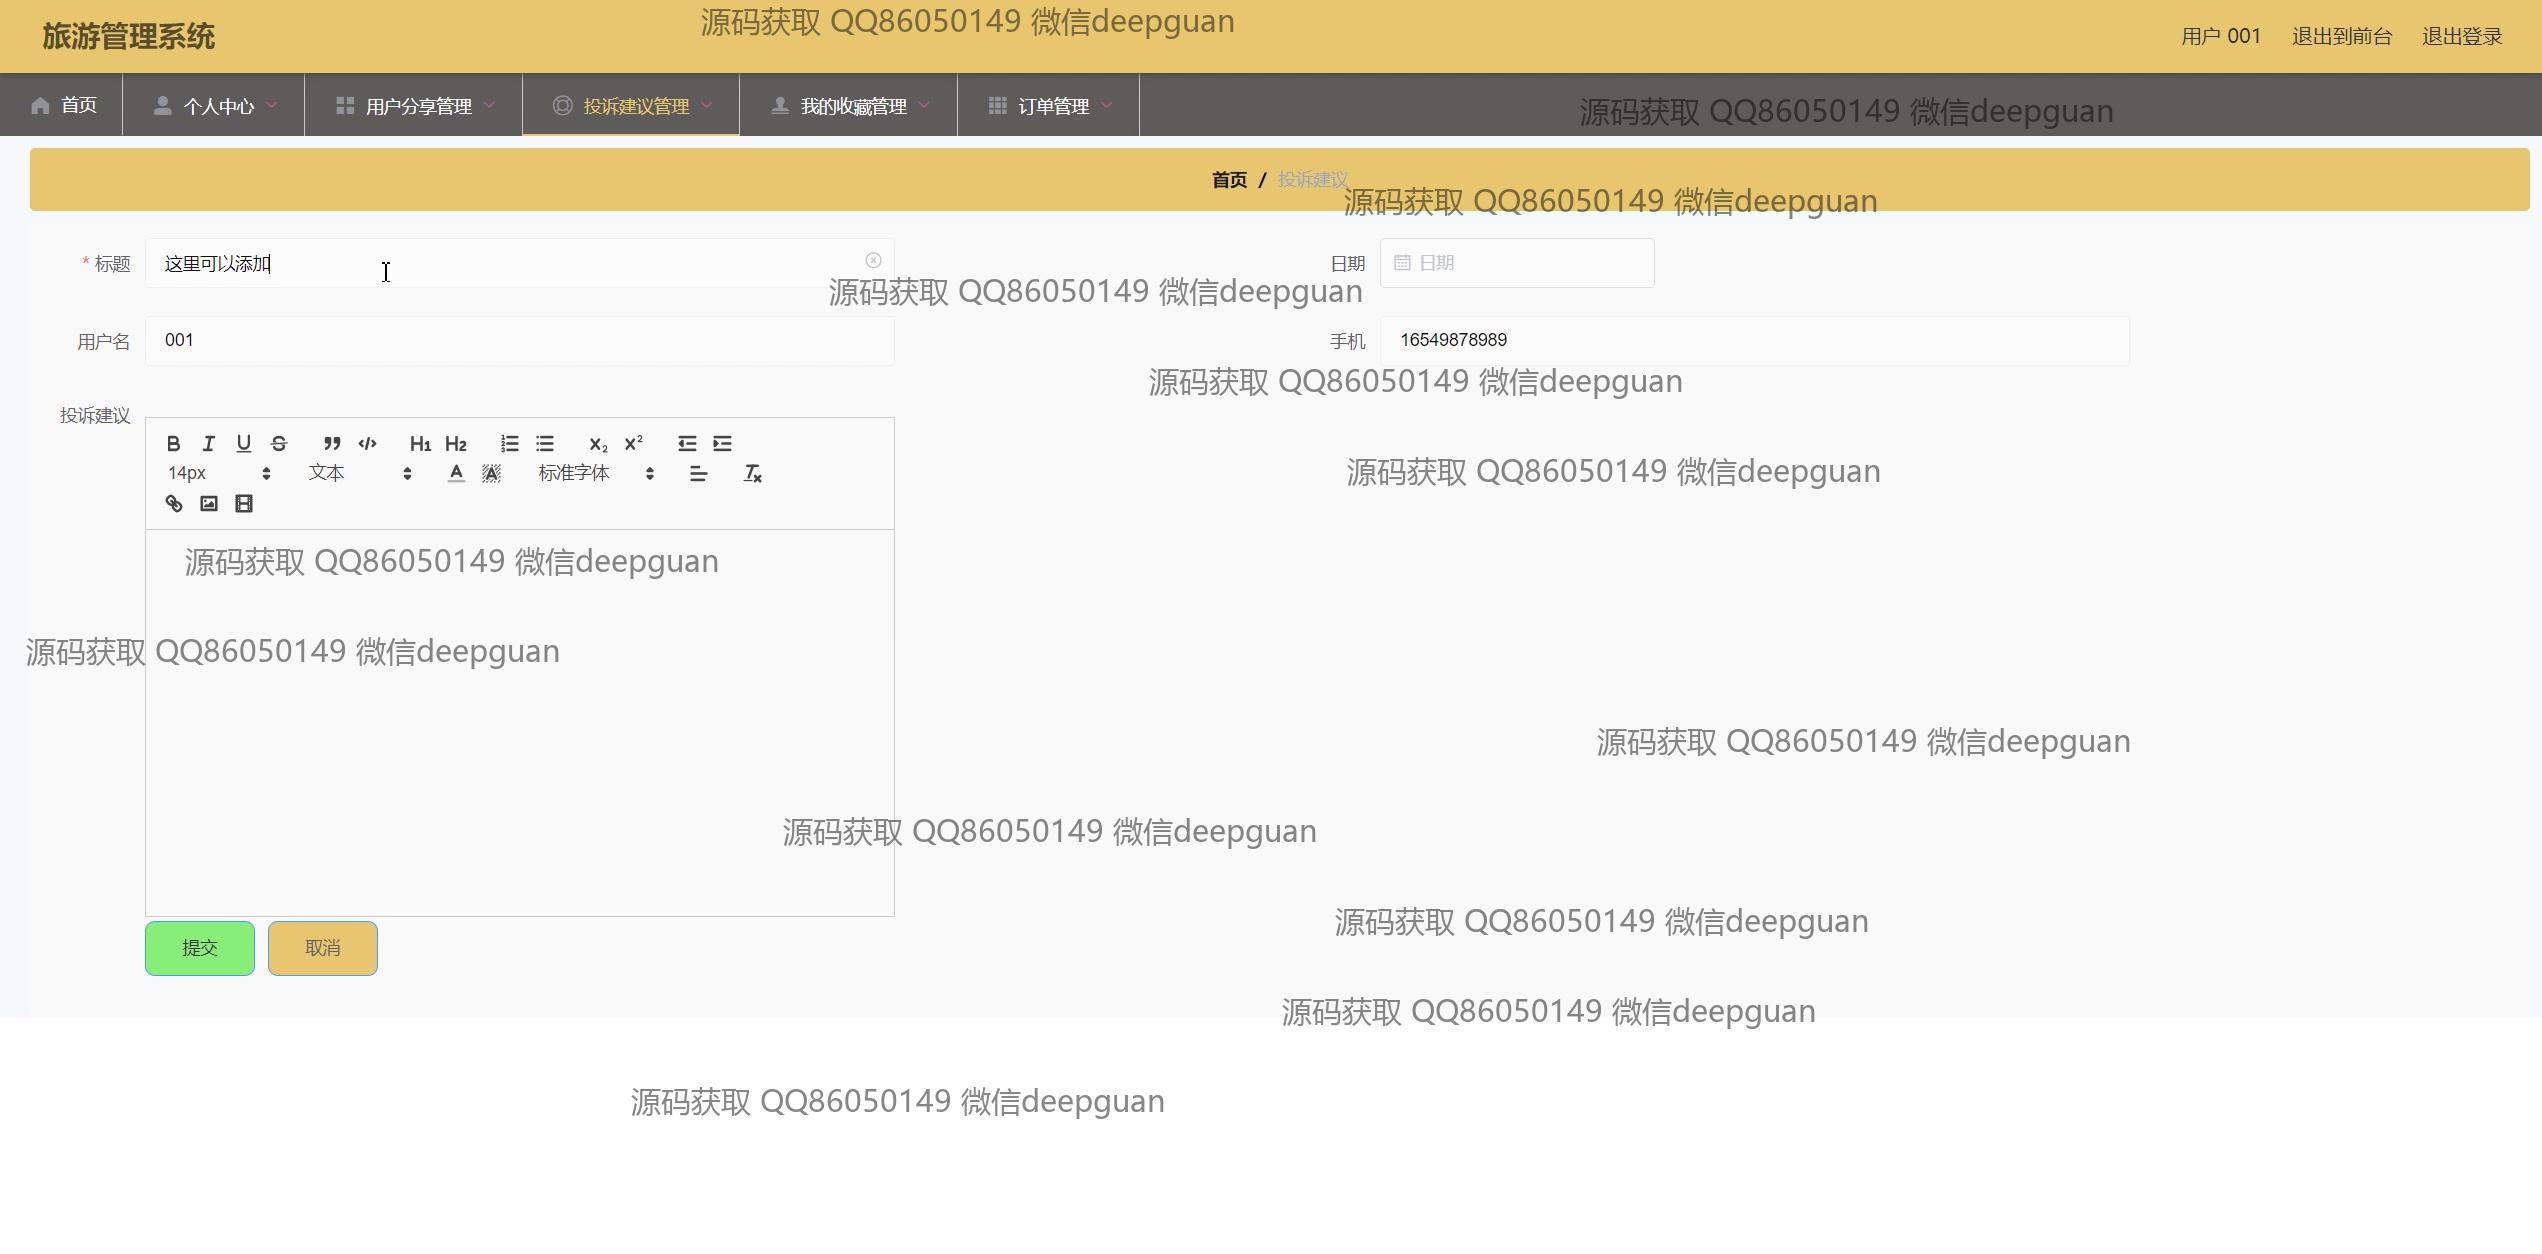 旅游管理系统
源码获取 QQ86050149 微信deepguan
用户 001 退出到前台 退出登录
首页 个人中心 用户分享管理 投诉建议管理 我的收藏管理 订单管理
源码获取 QQ86050149 微信deepguan
首页 / 投诉建议
源码获取 QQ86050149 微信deepguan
* 标题 这里可以添加
日期 日期
源码获取 QQ86050149 微信deepguan
用户名 001
手机 16549878989
源码获取 QQ86050149 微信deepguan
投诉建议
B I U S H1 H2 X2 X2
14px 文本 A A 标准字体
源码获取 QQ86050149 微信deepguan
源码获取 QQ86050149 微信deepguan
源码获取 QQ86050149 微信deepguan
源码获取 QQ86050149 微信deepguan
源码获取 QQ86050149 微信deepguan
源码获取 QQ86050149 微信deepguan
提交 取消
源码获取 QQ86050149 微信deepguan
源码获取 QQ86050149 微信deepguan